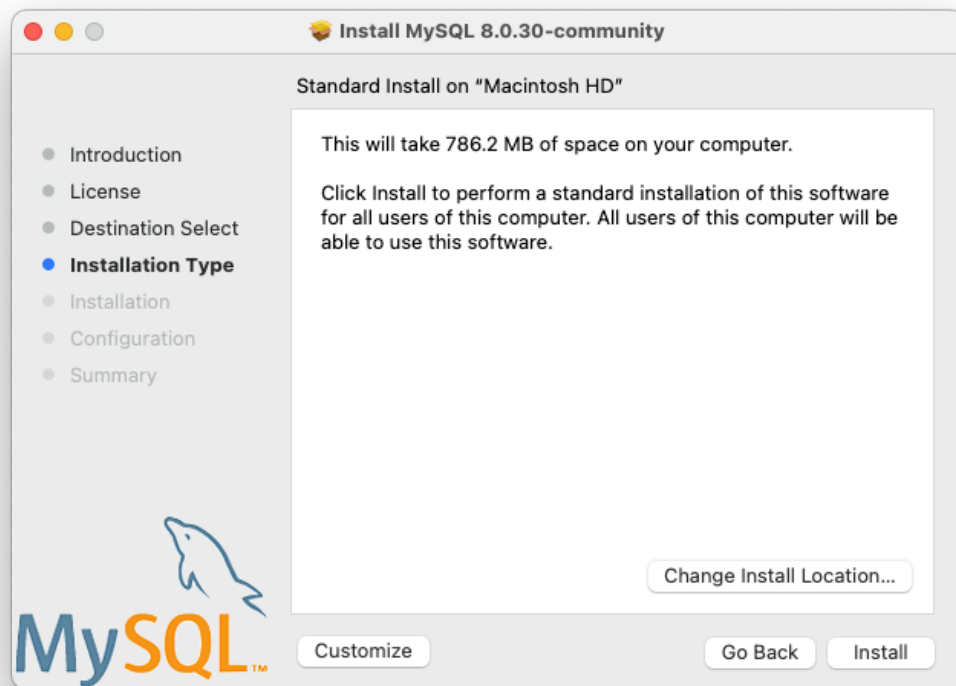 Install MySQL 8.0.30-community
Standard Install on “Macintosh HD”
Introduction
License
Destination Select
Installation Type
Installation
Configuration
Summary
This will take 786.2 MB of space on your computer.
Click Install to perform a standard installation of this software
for all users of this computer. All users of this computer will be
able to use this software.
Change Install Location...
MySQL™
Customize
Go Back
Install